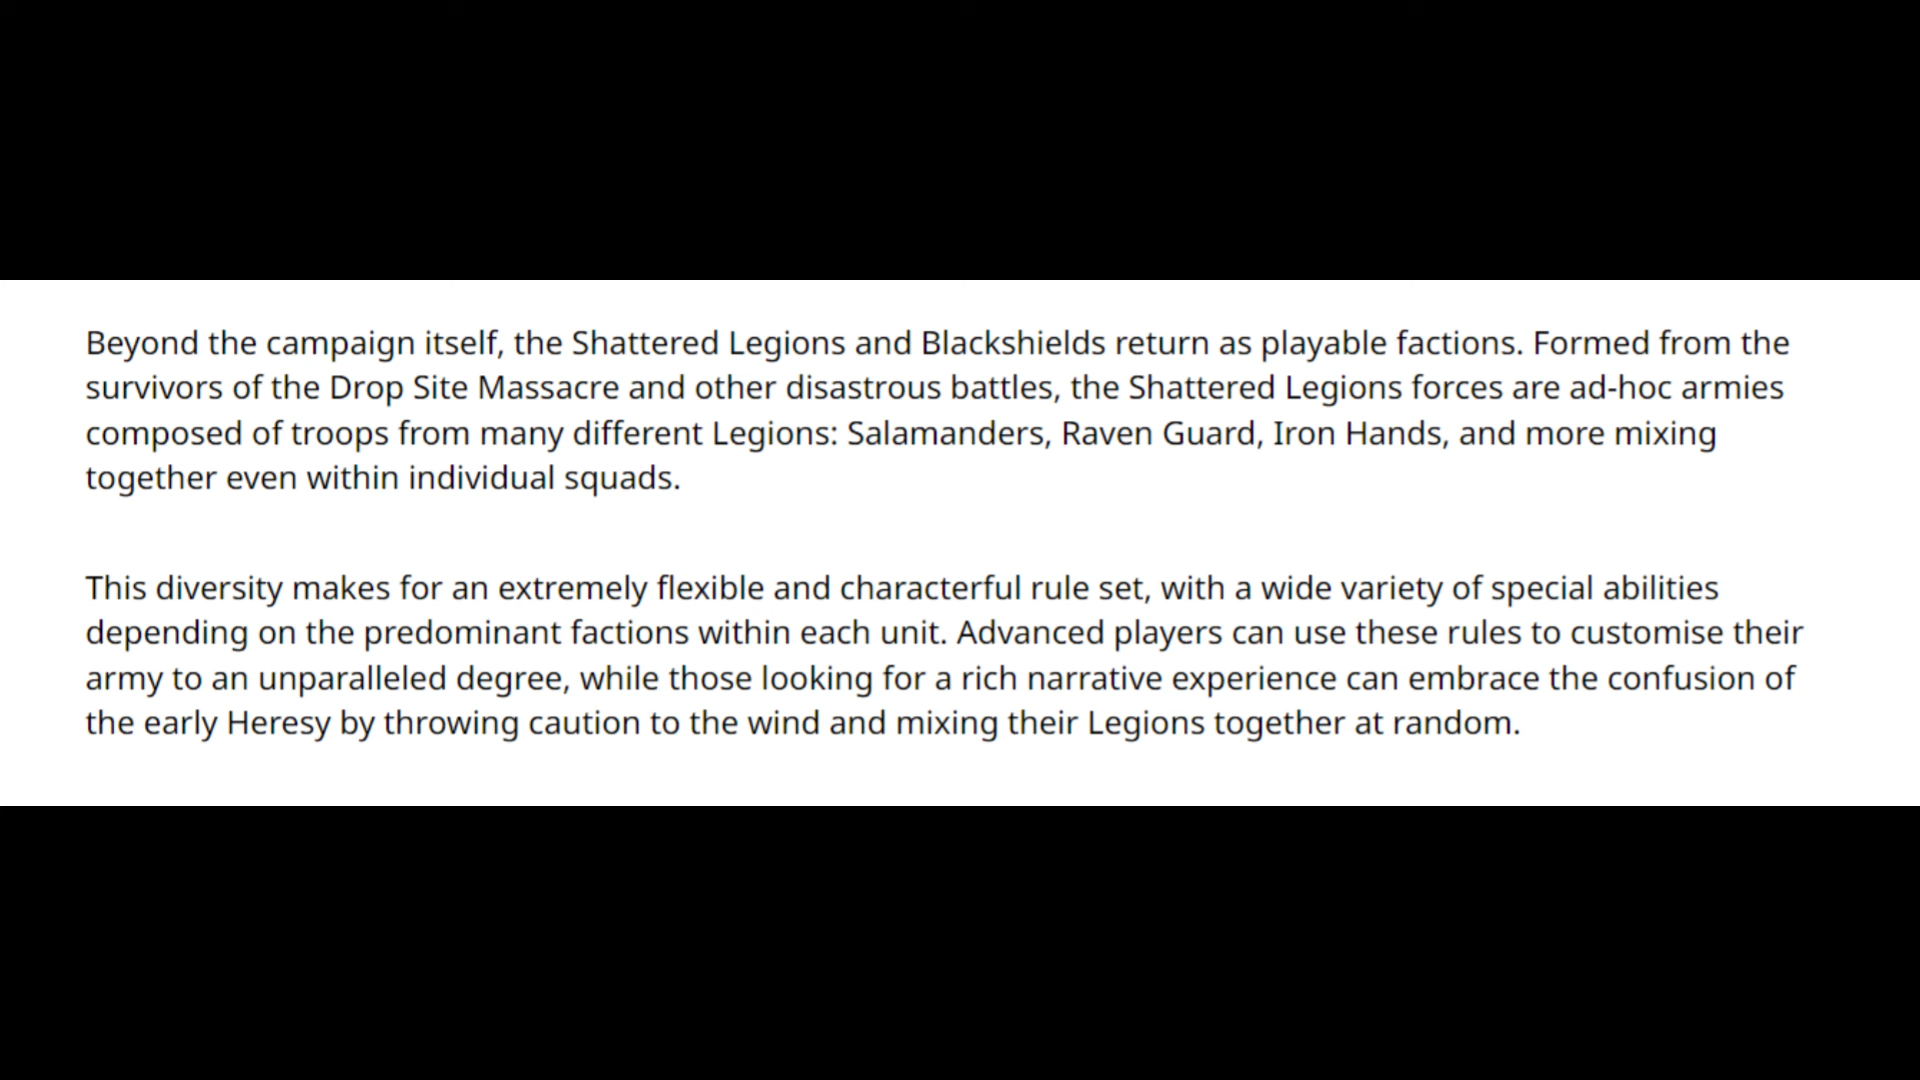 Beyond the campaign itself, the Shattered Legions and Blackshields return as playable factions. Formed from the
survivors of the Drop Site Massacre and other disastrous battles, the Shattered Legions forces are ad-hoc armies
composed of troops from many different Legions: Salamanders, Raven Guard, Iron Hands, and more mixing
together even within individual squads.
This diversity makes for an extremely flexible and characterful rule set, with a wide variety of special abilities
depending on the predominant factions within each unit. Advanced players can use these rules to customise their
army to an unparalleled degree, while those looking for a rich narrative experience can embrace the confusion of
the early Heresy by throwing caution to the wind and mixing their Legions together at random.